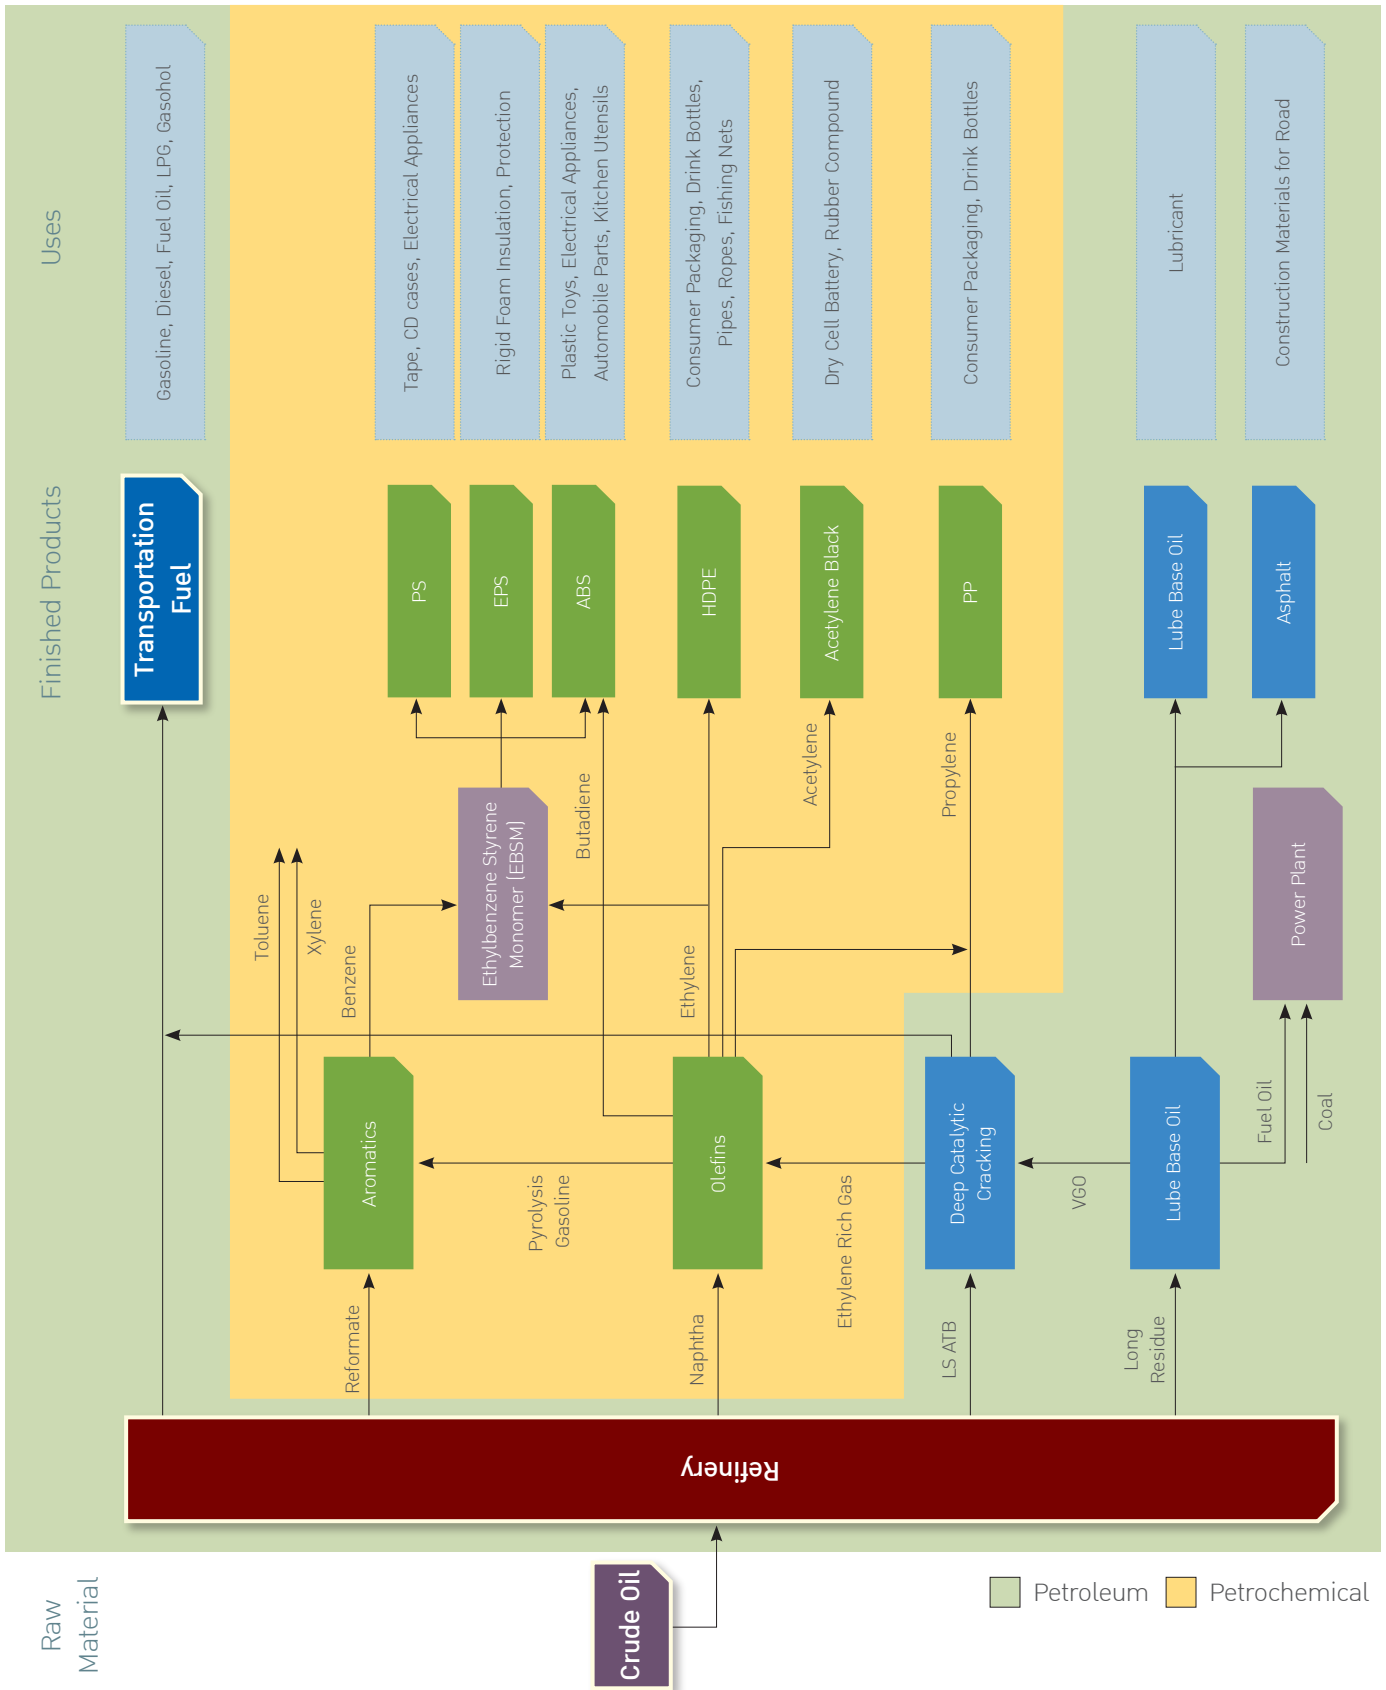 Raw
Material
Finished Products
Uses
Crude Oil
Refinery
Transportation
Fuel
Gasoline, Diesel, Fuel Oil, LPG, Gasohol
Toluene
Xylene
Reformate
Aromatics
Benzene
Pyrolysis
Gasoline
Ethylbenzene Styrene
Monomer (EBSM)
PS
Tape, CD cases, Electrical Appliances
EPS
Rigid Foam Insulation, Protection
Butadiene
ABS
Plastic Toys, Electrical Appliances,
Automobile Parts, Kitchen Utensils
Naphtha
Olefins
Ethylene
HDPE
Consumer Packaging, Drink Bottles,
Pipes, Ropes, Fishing Nets
Acetylene
Acetylene Black
Dry Cell Battery, Rubber Compound
Ethylene Rich Gas
LS ATB
Deep Catalytic
Cracking
Propylene
PP
Consumer Packaging, Drink Bottles
VGO
Long
Residue
Lube Base Oil
Lube Base Oil
Lubricant
Fuel Oil
Coal
Power Plant
Asphalt
Construction Materials for Road
Petroleum
Petrochemical